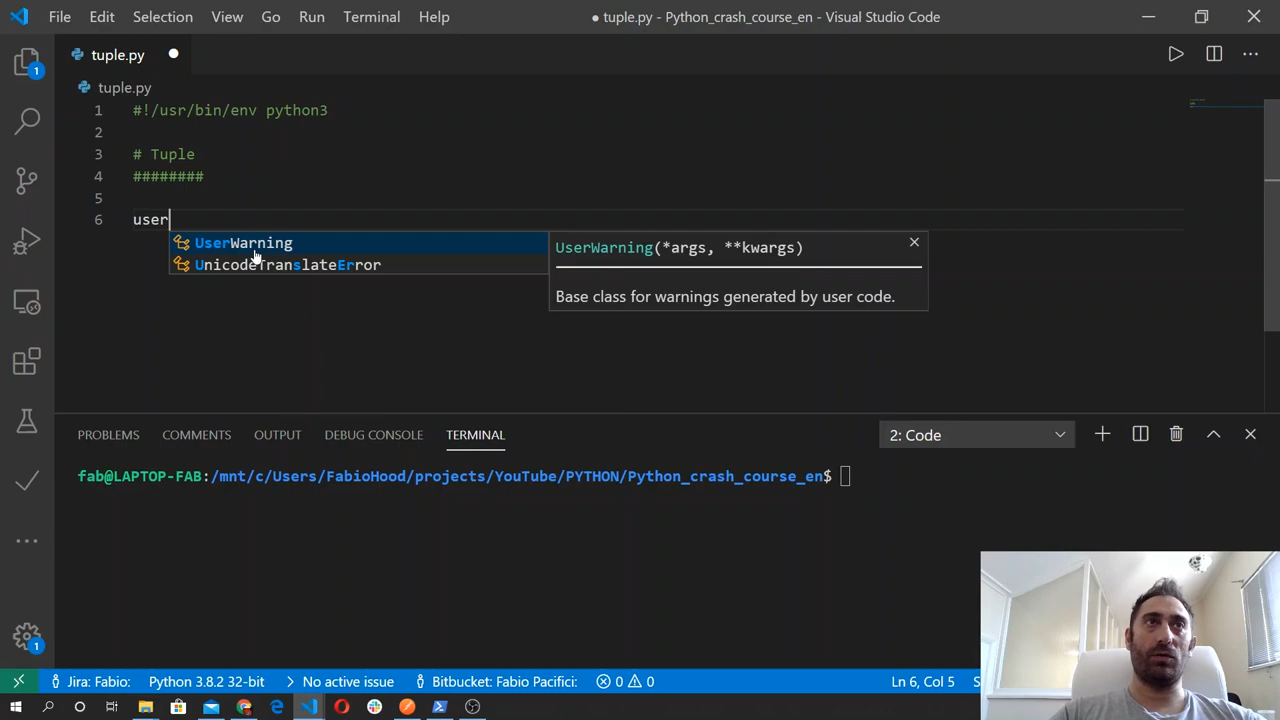 File Edit Selection View Go Run Terminal Help
● tuple.py - Python_crash_course_en - Visual Studio Code
tuple.py
tuple.py
1 #!/usr/bin/env python3
2
3 # Tuple
4 ########
5
6 user
UserWarning
UnicodeTranslateError
UserWarning(*args, **kwargs)
Base class for warnings generated by user code.
1
PROBLEMS COMMENTS OUTPUT DEBUG CONSOLE TERMINAL
2: Code
fab@LAPTOP-FAB:/mnt/c/Users/FabioHood/projects/YouTube/PYTHON/Python_crash_course_en$
1
Jira: Fabio: Python 3.8.2 32-bit No active issue Bitbucket: Fabio Pacifici: 0 0 Ln 6, Col 5